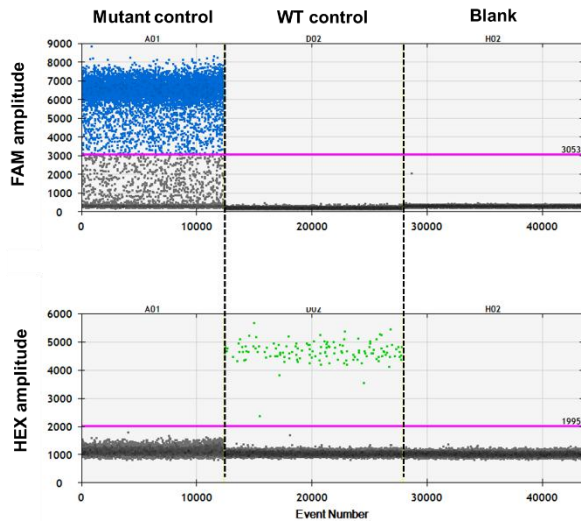 Mutant control WT control Blank
A01 D02 H02
FAM amplitude
9000
8000
7000
6000
5000
4000
3000
2000
1000
0
3053
0 10000 20000 30000 40000
A01 D02 H02
HEX amplitude
6000
5000
4000
3000
2000
1000
0
1995
0 10000 20000 30000 40000
Event Number